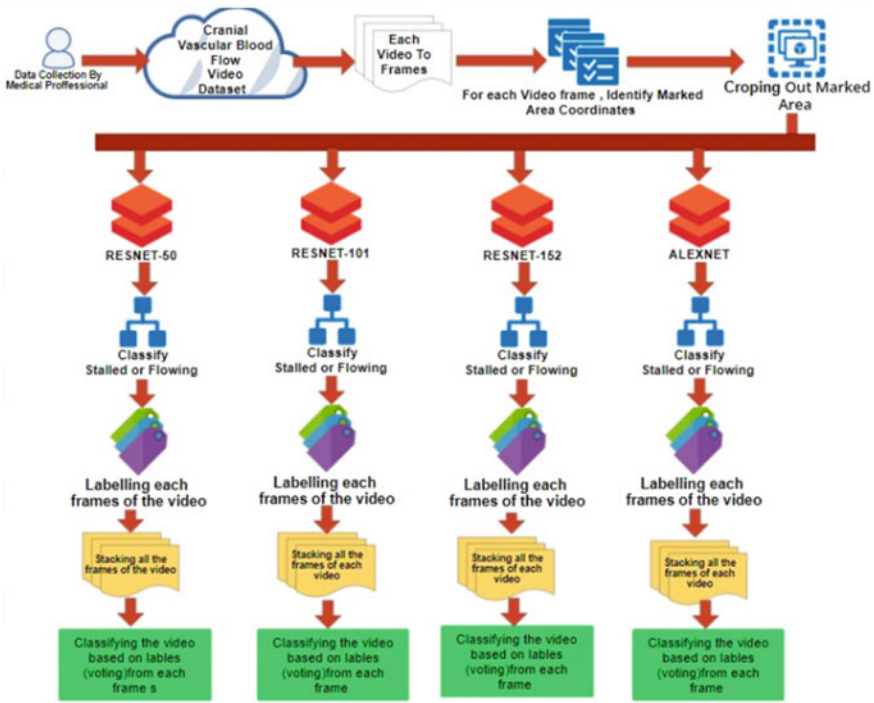 Data Collection By
Medical Proffessional
Cranial
Vascular Blood
Flow
Video
Dataset
Each
Video To
Frames
For each Video frame , Identify Marked
Area Coordinates
Croping Out Marked
Area
RESNET-50
RESNET-101
RESNET-152
ALEXNET
Classify
Stalled or Flowing
Classify
Stalled or Flowing
Classify
Stalled or Flowing
Classify
Stalled or Flowing
Labelling each
frames of the video
Labelling each
frames of the video
Labelling each
frames of the video
Labelling each
frames of the video
Stacking all the
frames of the video
Stacking all the
frames of each
video
Stacking all the
frames of each
video
Stacking all the
frames of each
video
Classifying the video
based on lables
(voting)from each
frame s
Classifying the video
based on lables
(voting)from each
frame
Classifying the video
based on lables
(voting)from each
frame
Classifying the video
based on lables
(voting)from each
frame